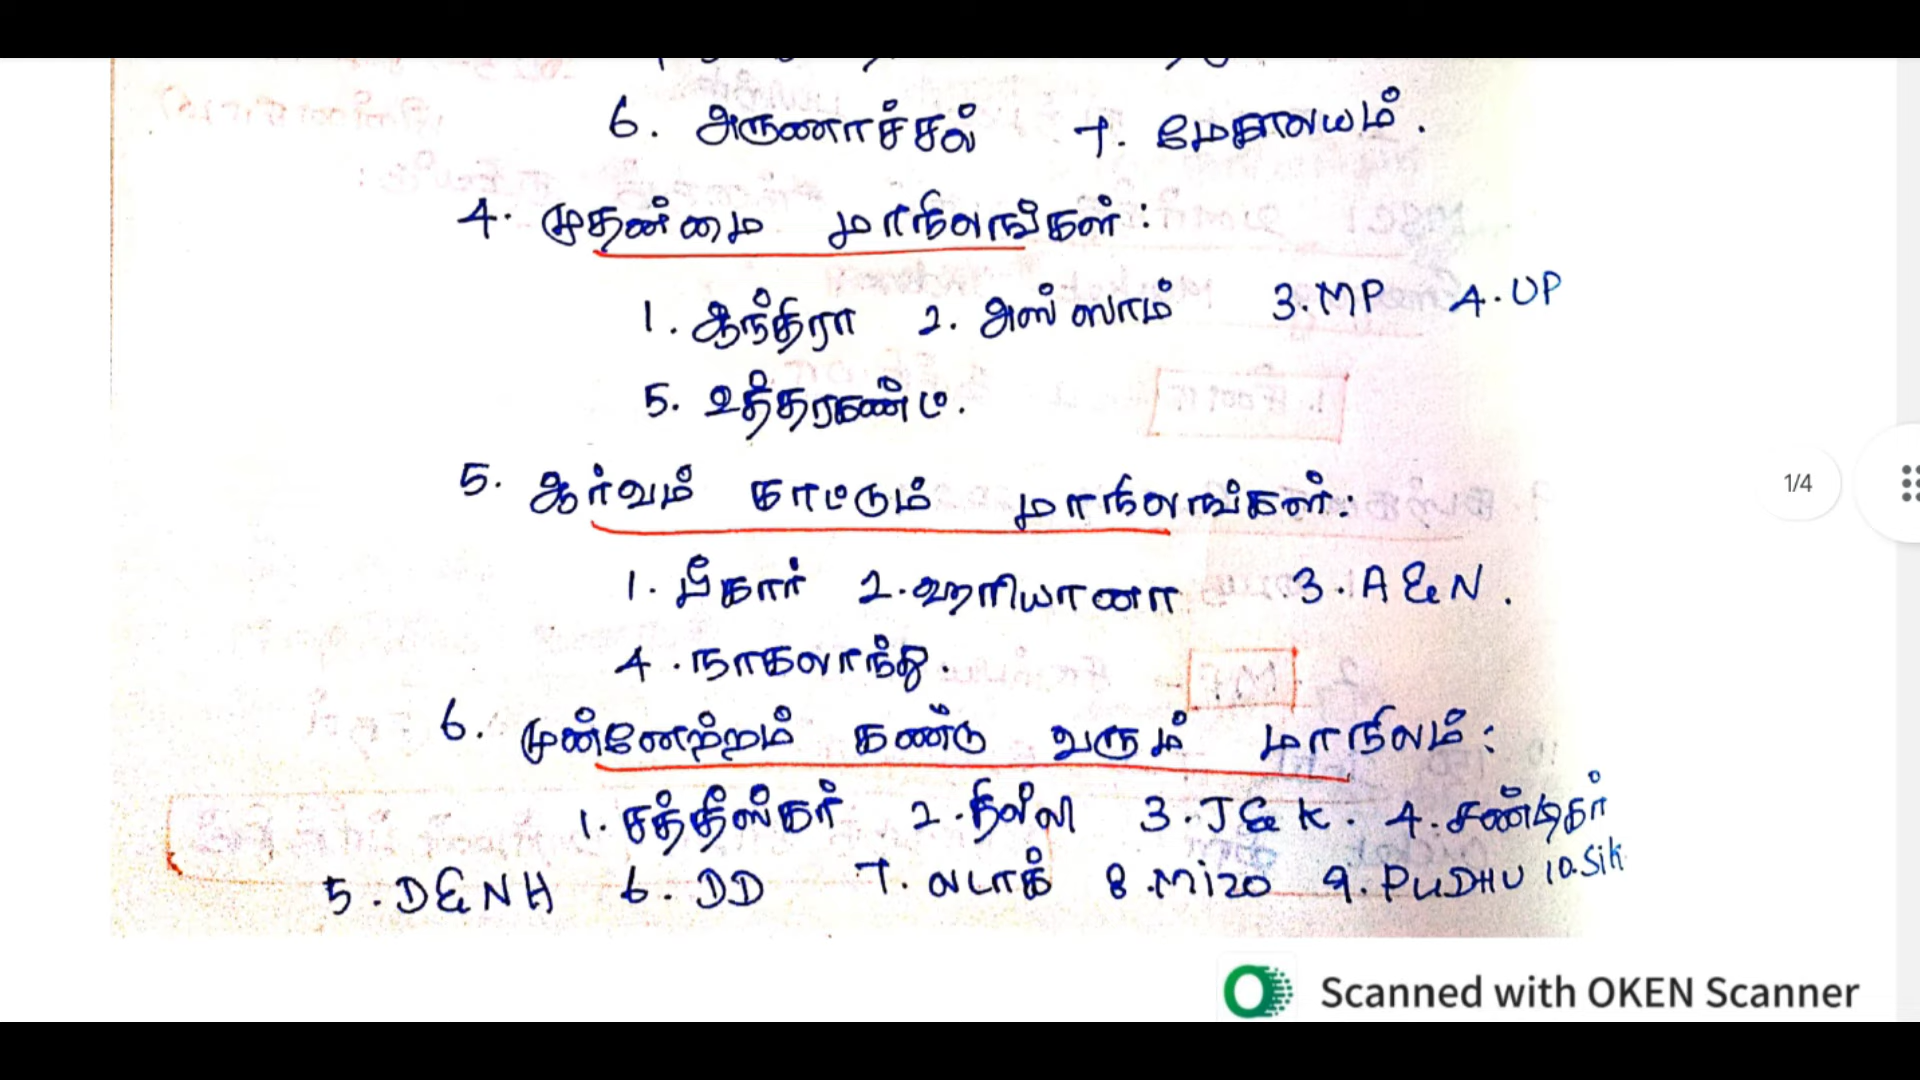 6. அருணாச்சல் 7. மேகாலயம்.
4. முதண்மை மாநிலங்கள்:
1. ஆந்திரா 2. அஸ்ஸாம் 3. MP 4. UP
5. உத்தரகண்ட்.
5. ஆர்வம் காட்டும் மாநிலங்கள்:
1. பீகார் 2. ஹரியாணா 3. A & N.
4. நாகலாந்து.
6. முன்னேற்றம் கண்டு வரும் மாநிலம்:
1. சத்தீஸ்கர் 2. தில்லி 3. J & K. 4. சண்டிகர்
5. D & NH 6. DD 7. லடாக் 8. Mizo 9. PUDHU 10. Sik
1/4
Scanned with OKEN Scanner